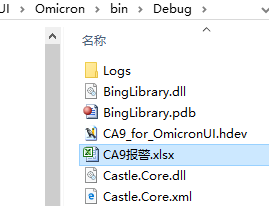 UI > Omicron > bin > Debug >
名称
Logs
BingLibrary.dll
BingLibrary.pdb
CA9_for_OmicronUI.hdev
CA9报警.xlsx
Castle.Core.dll
Castle.Core.xml